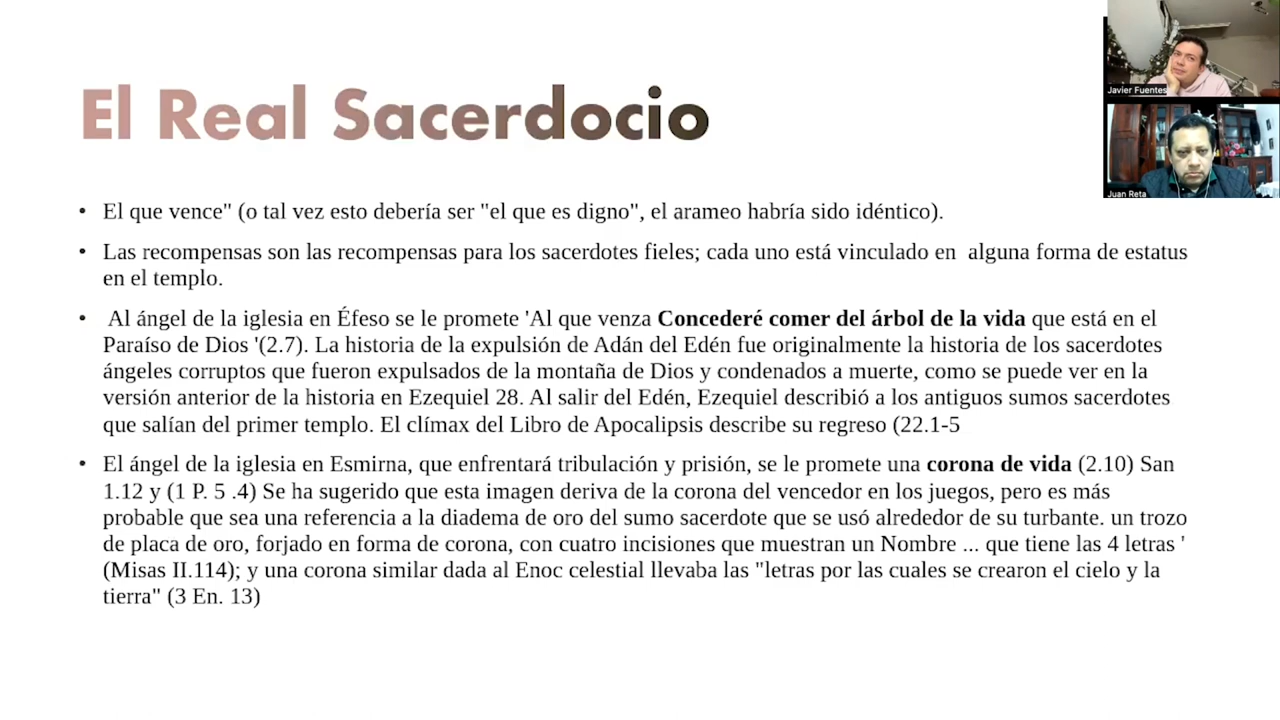 El Real Sacerdocio
Javier Fuentes
Juan Reta
• El que vence" (o tal vez esto debería ser "el que es digno", el arameo habría sido idéntico).
• Las recompensas son las recompensas para los sacerdotes fieles; cada uno está vinculado en  alguna forma de estatus
en el templo.
• Al ángel de la iglesia en Éfeso se le promete 'Al que venza Concederé comer del árbol de la vida que está en el
Paraíso de Dios '(2.7). La historia de la expulsión de Adán del Edén fue originalmente la historia de los sacerdotes
ángeles corruptos que fueron expulsados de la montaña de Dios y condenados a muerte, como se puede ver en la
versión anterior de la historia en Ezequiel 28. Al salir del Edén, Ezequiel describió a los antiguos sumos sacerdotes
que salían del primer templo. El clímax del Libro de Apocalipsis describe su regreso (22.1-5
• El ángel de la iglesia en Esmirna, que enfrentará tribulación y prisión, se le promete una corona de vida (2.10) San
1.12 y (1 P. 5 .4) Se ha sugerido que esta imagen deriva de la corona del vencedor en los juegos, pero es más
probable que sea una referencia a la diadema de oro del sumo sacerdote que se usó alrededor de su turbante. un trozo
de placa de oro, forjado en forma de corona, con cuatro incisiones que muestran un Nombre ... que tiene las 4 letras '
(Misas II.114); y una corona similar dada al Enoc celestial llevaba las "letras por las cuales se crearon el cielo y la
tierra" (3 En. 13)